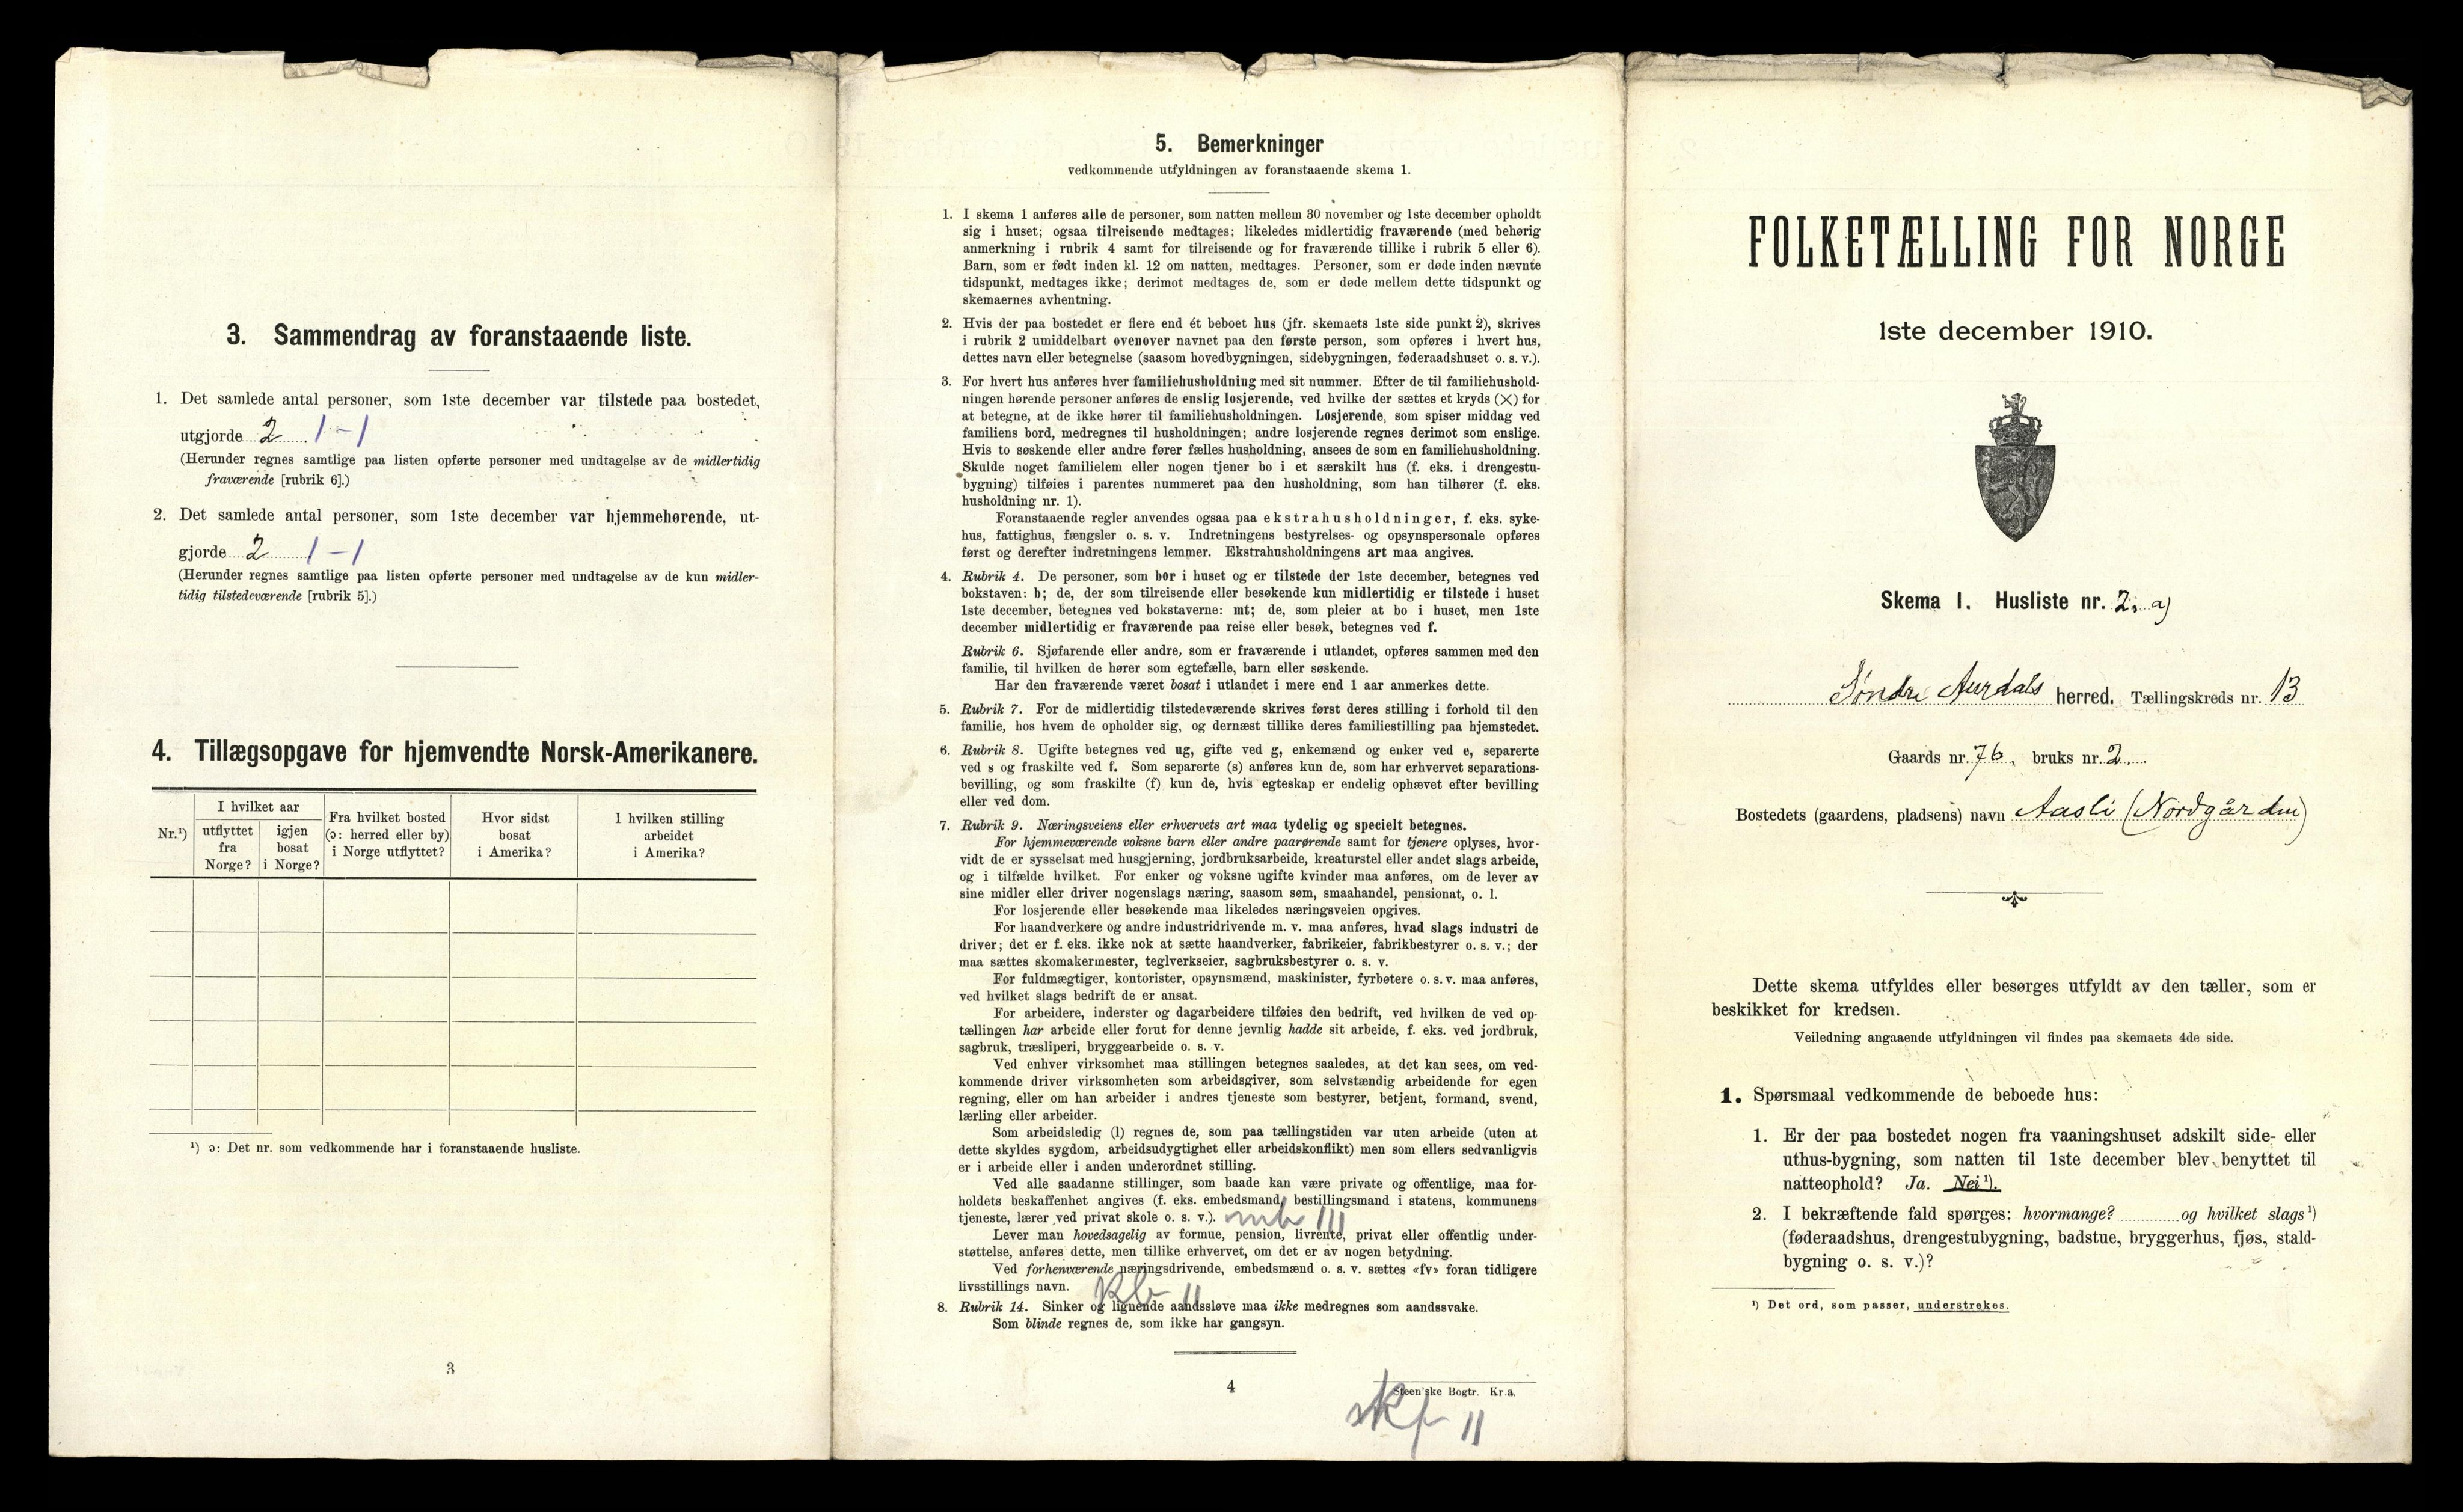 3. Sammendrag av foranstaaende liste.
1. Det samlede antal personer, som 1ste december var tilstede paa bostedet,
utgjorde 2 1-1
(Herunder regnes samtlige paa listen opførte personer med undtagelse av de midlertidig
fraværende [rubrik 6].)
2. Det samlede antal personer, som 1ste december var hjemmehørende, ut-
gjorde 2 1-1
(Herunder regnes samtlige paa listen opførte personer med undtagelse av de kun midler-
tidig tilstedeværende [rubrik 5].)
4. Tillægsopgave for hjemvendte Norsk-Amerikanere.
Nr.¹)
I hvilket aar
utflyttet
fra
Norge?
igjen
bosat
i Norge?
Fra hvilket bosted
(ɔ: herred eller by)
i Norge utflyttet?
Hvor sidst
bosat
i Amerika?
I hvilken stilling
arbeidet
i Amerika?
¹) ɔ: Det nr. som vedkommende har i foranstaaende husliste.
3
5. Bemerkninger
vedkommende utfyldningen av foranstaaende skema 1.
1. I skema 1 anføres alle de personer, som natten mellem 30 november og 1ste december opholdt
sig i huset; ogsaa tilreisende medtages; likeledes midlertidig fraværende (med behørig
anmerkning i rubrik 4 samt for tilreisende og for fraværende tillike i rubrik 5 eller 6).
Barn, som er født inden kl. 12 om natten, medtages. Personer, som er døde inden nævnte
tidspunkt, medtages ikke; derimot medtages de, som er døde mellem dette tidspunkt og
skemaernes avhentning.
2. Hvis der paa bostedet er flere end ét beboet hus (jfr. skemaets 1ste side punkt 2), skrives
i rubrik 2 umiddelbart ovenover navnet paa den første person, som opføres i hvert hus,
dettes navn eller betegnelse (saasom hovedbygningen, sidebygningen, føderaadshuset o. s. v.).
3. For hvert hus anføres hver familiehusholdning med sit nummer. Efter de til familiehushold-
ningen hørende personer anføres de enslig losjerende, ved hvilke der sættes et kryds (×) for
at betegne, at de ikke hører til familiehusholdningen. Losjerende, som spiser middag ved
familiens bord, medregnes til husholdningen; andre losjerende regnes derimot som enslige.
Hvis to søskende eller andre fører fælles husholdning, ansees de som en familiehusholdning.
Skulde noget familielem eller nogen tjener bo i et særskilt hus (f. eks. i drengestu-
bygning) tilføies i parentes nummeret paa den husholdning, som han tilhører (f. eks.
husholdning nr. 1).
Foranstaaende regler anvendes ogsaa paa ekstrahusholdninger, f. eks. syke-
hus, fattighus, fængsler o. s. v. Indretningens bestyrelses- og opsynspersonale opføres
først og derefter indretningens lemmer. Ekstrahusholdningens art maa angives.
4. Rubrik 4. De personer, som bor i huset og er tilstede der 1ste december, betegnes ved
bokstaven: b; de, der som tilreisende eller besøkende kun midlertidig er tilstede i huset
1ste december, betegnes ved bokstaverne: mt; de, som pleier at bo i huset, men 1ste
december midlertidig er fraværende paa reise eller besøk, betegnes ved f.
Rubrik 6. Sjøfarende eller andre, som er fraværende i utlandet, opføres sammen med den
familie, til hvilken de hører som egtefælle, barn eller søskende.
Har den fraværende været bosat i utlandet i mere end 1 aar anmerkes dette.
5. Rubrik 7. For de midlertidig tilstedeværende skrives først deres stilling i forhold til den
familie, hos hvem de opholder sig, og dernæst tillike deres familiestilling paa hjemstedet.
6. Rubrik 8. Ugifte betegnes ved ug, gifte ved g, enkemænd og enker ved e, separerte
ved s og fraskilte ved f. Som separerte (s) anføres kun de, som har erhvervet separations-
bevilling, og som fraskilte (f) kun de, hvis egteskap er endelig ophævet efter bevilling
eller ved dom.
7. Rubrik 9. Næringsveiens eller erhvervets art maa tydelig og specielt betegnes.
For hjemmeværende voksne barn eller andre paarørende samt for tjenere oplyses, hvor-
vidt de er sysselsat med husgjerning, jordbruksarbeide, kreaturstel eller andet slags arbeide,
og i tilfælde hvilket. For enker og voksne ugifte kvinder maa anføres, om de lever av
sine midler eller driver nogenslags næring, saasom søm, smaahandel, pensionat, o. l.
For losjerende eller besøkende maa likeledes næringsveien opgives.
For haandverkere og andre industridrivende m. v. maa anføres, hvad slags industri de
driver; det er f. eks. ikke nok at sætte haandverker, fabrikeier, fabrikbestyrer o. s. v.; der
maa sættes skomakermester, teglverkseier, sagbruksbestyrer o. s. v.
For fuldmægtiger, kontorister, opsynsmænd, maskinister, fyrbøtere o. s. v. maa anføres,
ved hvilket slags bedrift de er ansat.
For arbeidere, inderster og dagarbeidere tilføies den bedrift, ved hvilken de ved op-
tællingen har arbeide eller forut for denne jevnlig hadde sit arbeide, f. eks. ved jordbruk,
sagbruk, træsliperi, bryggearbeide o. s. v.
Ved enhver virksomhet maa stillingen betegnes saaledes, at det kan sees, om ved-
kommende driver virksomheten som arbeidsgiver, som selvstændig arbeidende for egen
regning, eller om han arbeider i andres tjeneste som bestyrer, betjent, formand, svend,
lærling eller arbeider.
Som arbeidsledig (l) regnes de, som paa tællingstiden var uten arbeide (uten at
dette skyldes sygdom, arbeidsudygtighet eller arbeidskonflikt) men som ellers sedvanligvis
er i arbeide eller i anden underordnet stilling.
Ved alle saadanne stillinger, som baade kan være private og offentlige, maa for-
holdets beskaffenhet angives (f. eks. embedsmand, bestillingsmand i statens, kommunens
tjeneste, lærer ved privat skole o. s. v.). mb III
Lever man hovedsagelig av formue, pension, livrente, privat eller offentlig under-
støttelse, anføres dette, men tillike erhvervet, om det er av nogen betydning.
Ved forhenværende næringsdrivende, embedsmænd o. s. v. sættes «fv» foran tidligere
livsstillings navn.
8. Rubrik 14. Sinker og lignende aandssløve maa ikke medregnes som aandssvake.
Som blinde regnes de, som ikke har gangsyn.
4
Steen'ske Bogtr. Kr.a.
FOLKETÆLLING FOR NORGE
1ste december 1910.
Skema 1. Husliste nr. 2. a)
Søndre Aurdals herred. Tællingskreds nr. 13
Gaards nr. 76, bruks nr. 2
Bostedets (gaardens, pladsens) navn Aasli (Nordgården)
Dette skema utfyldes eller besørges utfyldt av den tæller, som er
beskikket for kredsen.
Veiledning angaaende utfyldningen vil findes paa skemaets 4de side.
1. Spørsmaal vedkommende de beboede hus:
1. Er der paa bostedet nogen fra vaaningshuset adskilt side- eller
uthus-bygning, som natten til 1ste december blev benyttet til
natteophold? Ja. Nei¹).
2. I bekræftende fald spørges: hvormange? og hvilket slags¹)
(føderaadshus, drengestubygning, badstue, bryggerhus, fjøs, stald-
bygning o. s. v.)?
¹) Det ord, som passer, understrekes.